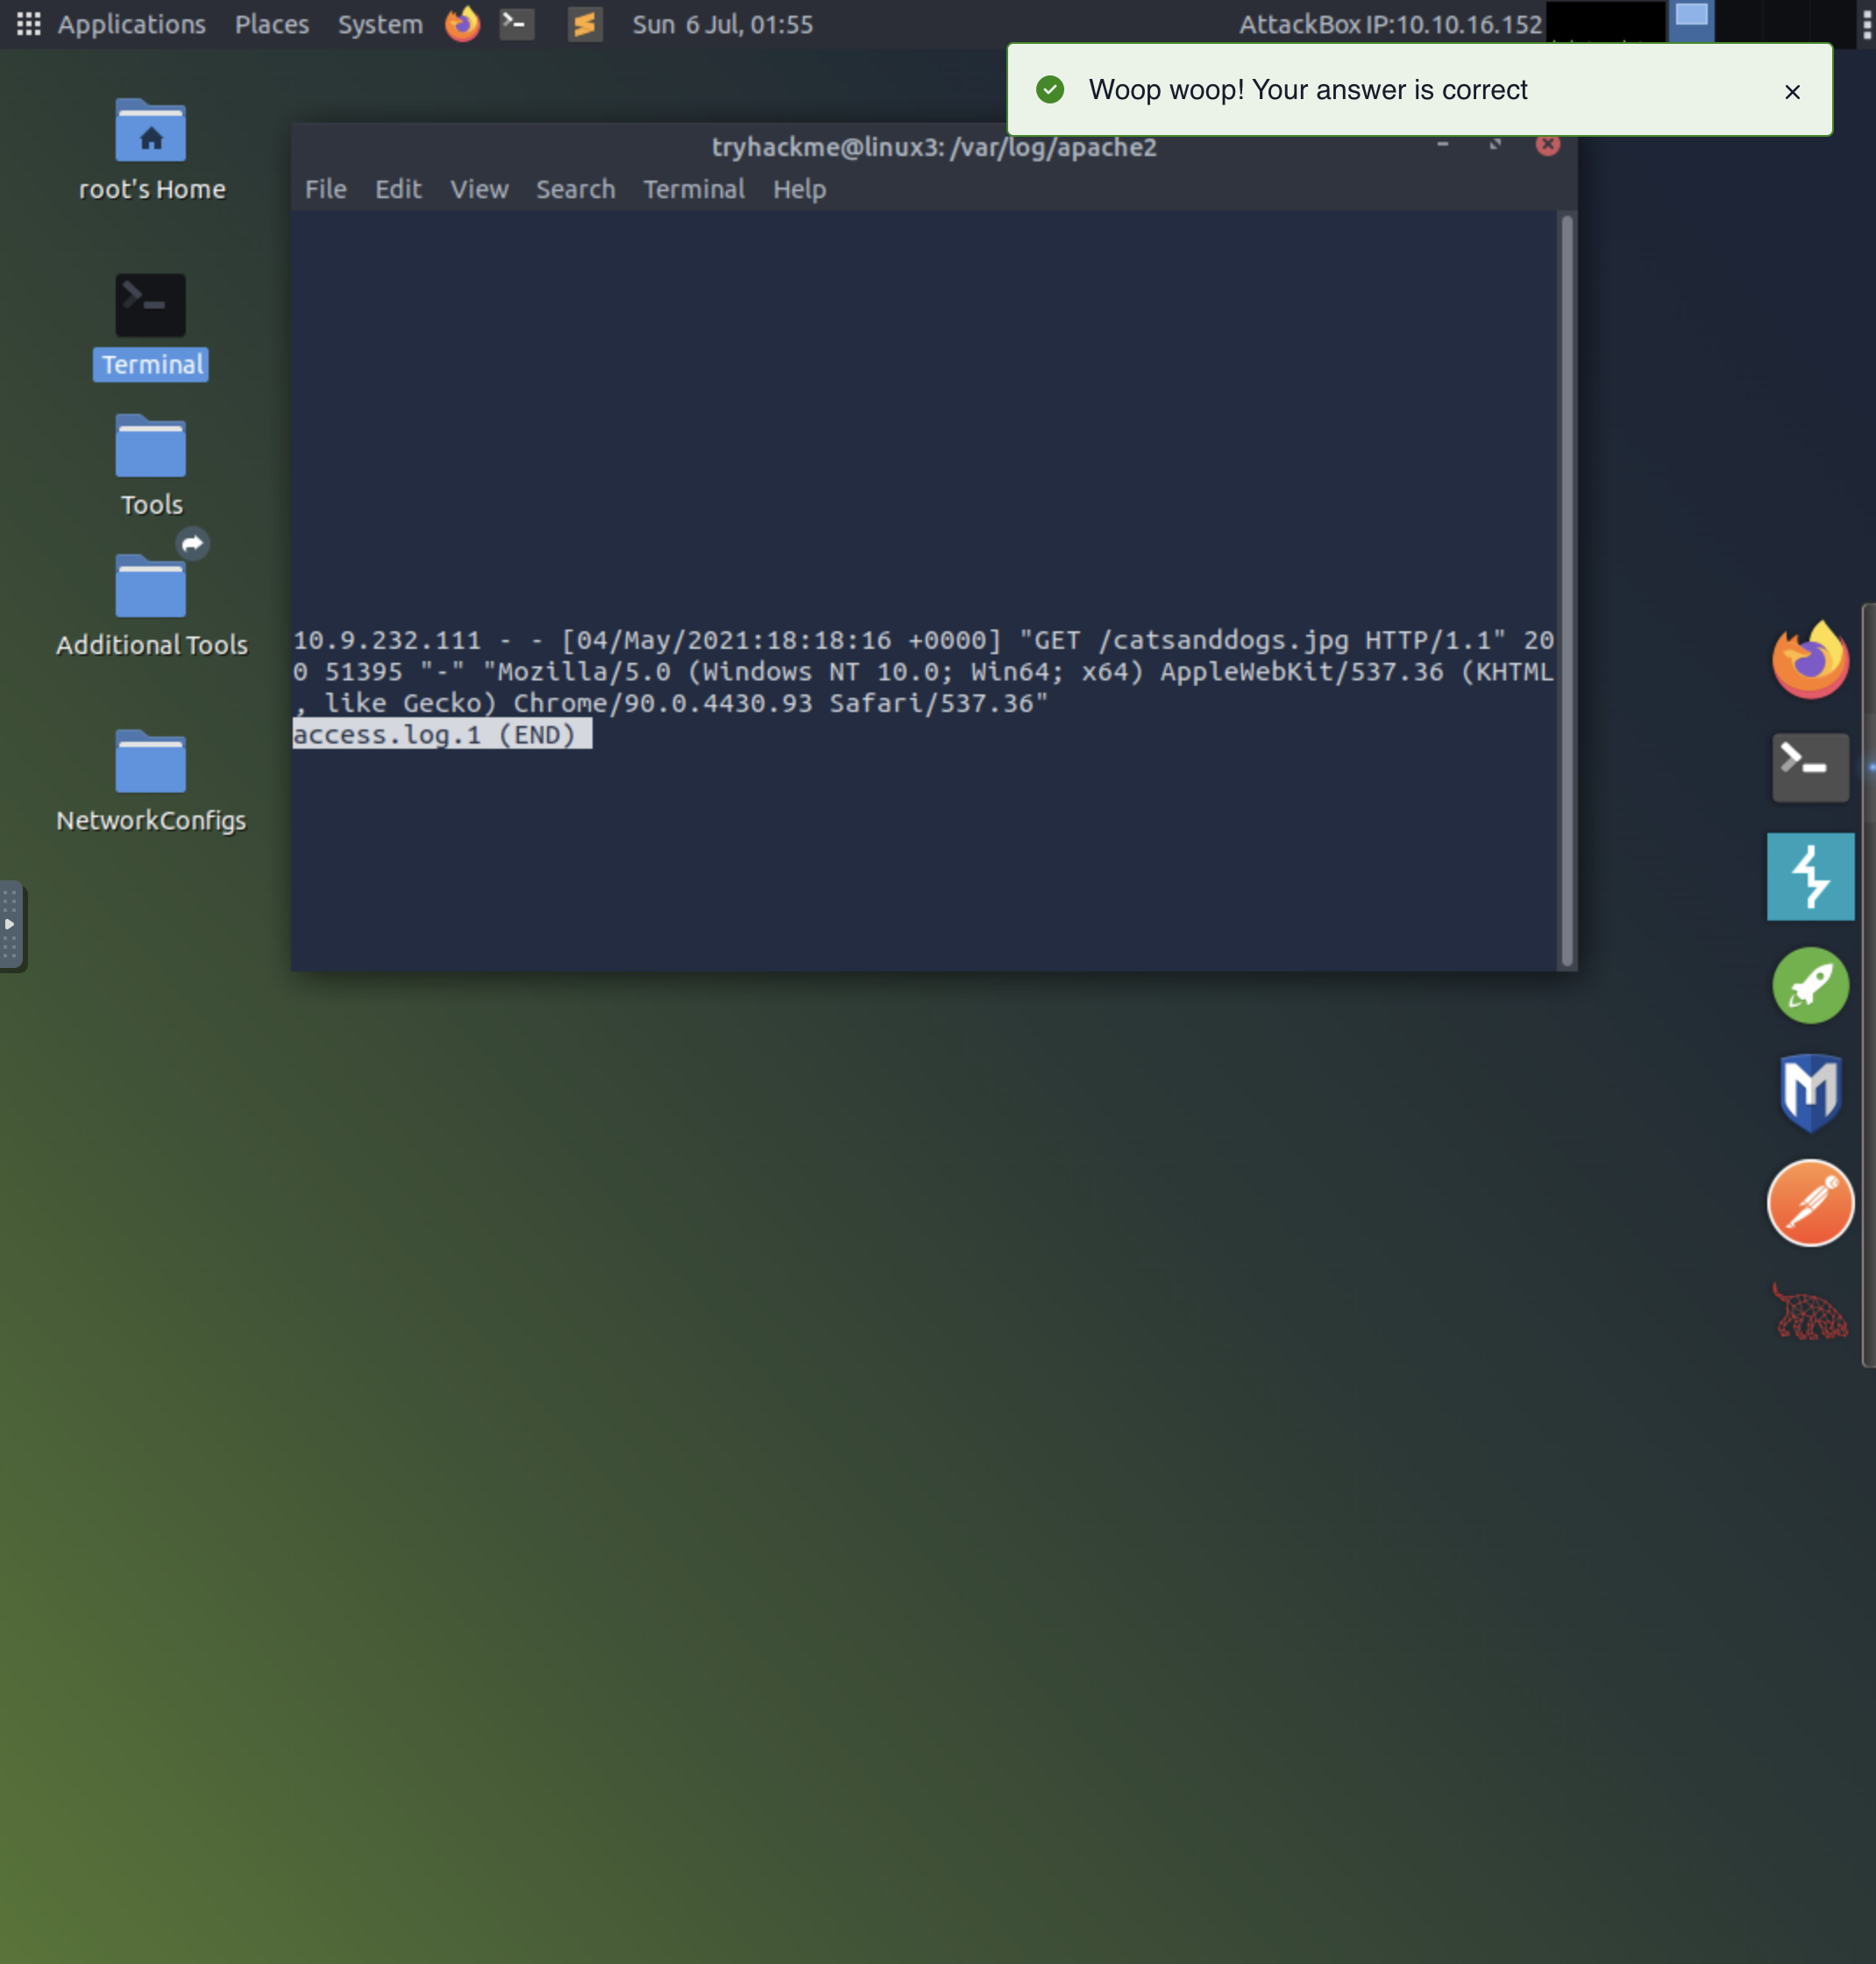 Applications Places System Sun 6 Jul, 01:55 AttackBox IP:10.10.16.152
Woop woop! Your answer is correct
root's Home
Terminal
Tools
Additional Tools
NetworkConfigs
tryhackme@linux3: /var/log/apache2
File Edit View Search Terminal Help
10.9.232.111 - - [04/May/2021:18:18:16 +0000] "GET /catsanddogs.jpg HTTP/1.1" 20
0 51395 "-" "Mozilla/5.0 (Windows NT 10.0; Win64; x64) AppleWebKit/537.36 (KHTML
, like Gecko) Chrome/90.0.4430.93 Safari/537.36"
access.log.1 (END)